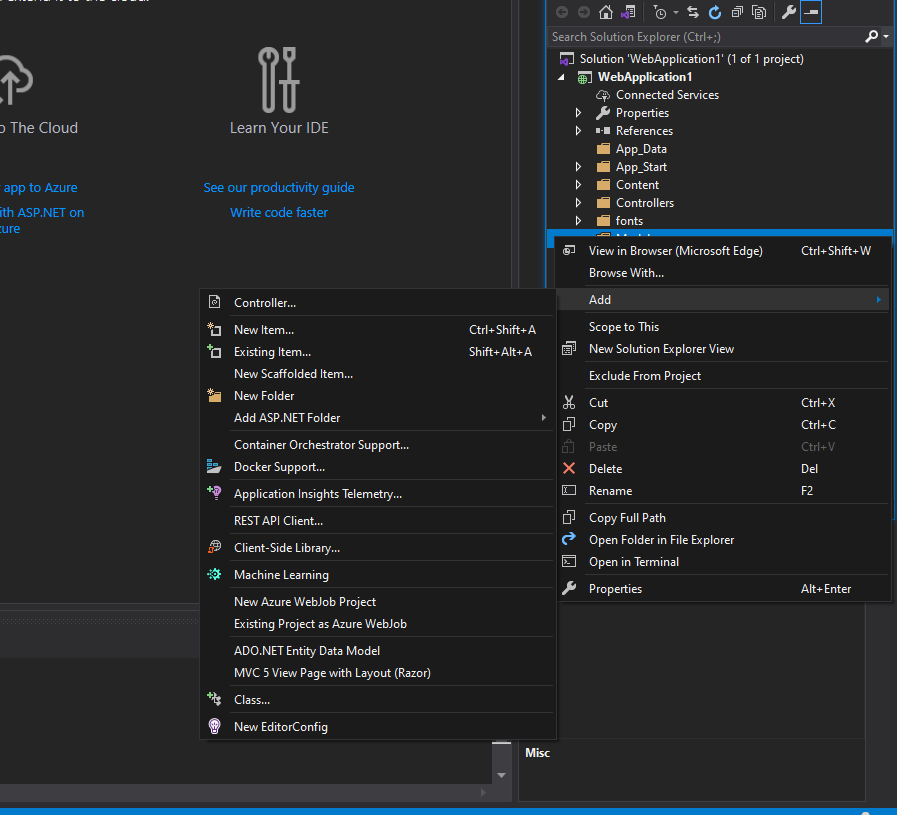 Search Solution Explorer (Ctrl+;)
Solution 'WebApplication1' (1 of 1 project)
WebApplication1
Connected Services
Properties
References
App_Data
App_Start
Content
Controllers
fonts
The Cloud
Learn Your IDE
app to Azure
See our productivity guide
with ASP.NET on
Write code faster
View in Browser (Microsoft Edge) Ctrl+Shift+W
Browse With...
Add
Scope to This
New Solution Explorer View
Exclude From Project
Cut Ctrl+X
Copy Ctrl+C
Paste Ctrl+V
Delete Del
Rename F2
Copy Full Path
Open Folder in File Explorer
Open in Terminal
Properties Alt+Enter
Controller...
New Item... Ctrl+Shift+A
Existing Item... Shift+Alt+A
New Scaffolded Item...
New Folder
Add ASP.NET Folder
Container Orchestrator Support...
Docker Support...
Application Insights Telemetry...
REST API Client...
Client-Side Library...
Machine Learning
New Azure WebJob Project
Existing Project as Azure WebJob
ADO.NET Entity Data Model
MVC 5 View Page with Layout (Razor)
Class...
New EditorConfig
Misc